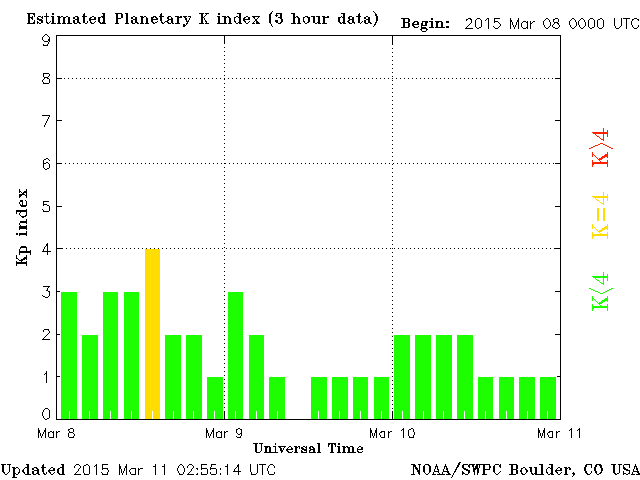 Estimated Planetary K index (3 hour data)
Begin: 2015 Mar 08 0000 UTC
9
8
7
6
5
4
3
2
1
0
Kp index
K>4
K=4
K<4
Mar 8
Mar 9
Mar 10
Mar 11
Universal Time
Updated 2015 Mar 11 02:55:14 UTC
NOAA/SWPC Boulder, CO USA